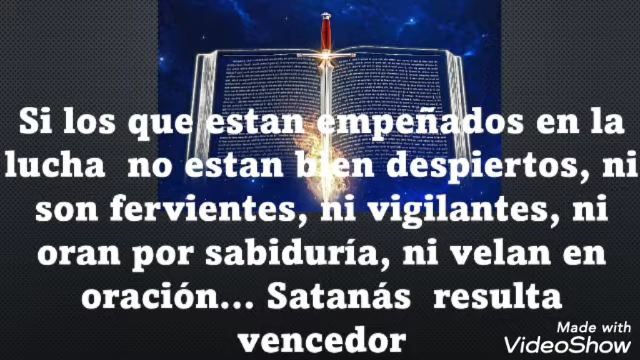 Si los que estan empeñados en la
lucha no estan bien despiertos, ni
son fervientes, ni vigilantes, ni
oran por sabiduría, ni velan en
oración... Satanás resulta
vencedor
Made with
VideoShow